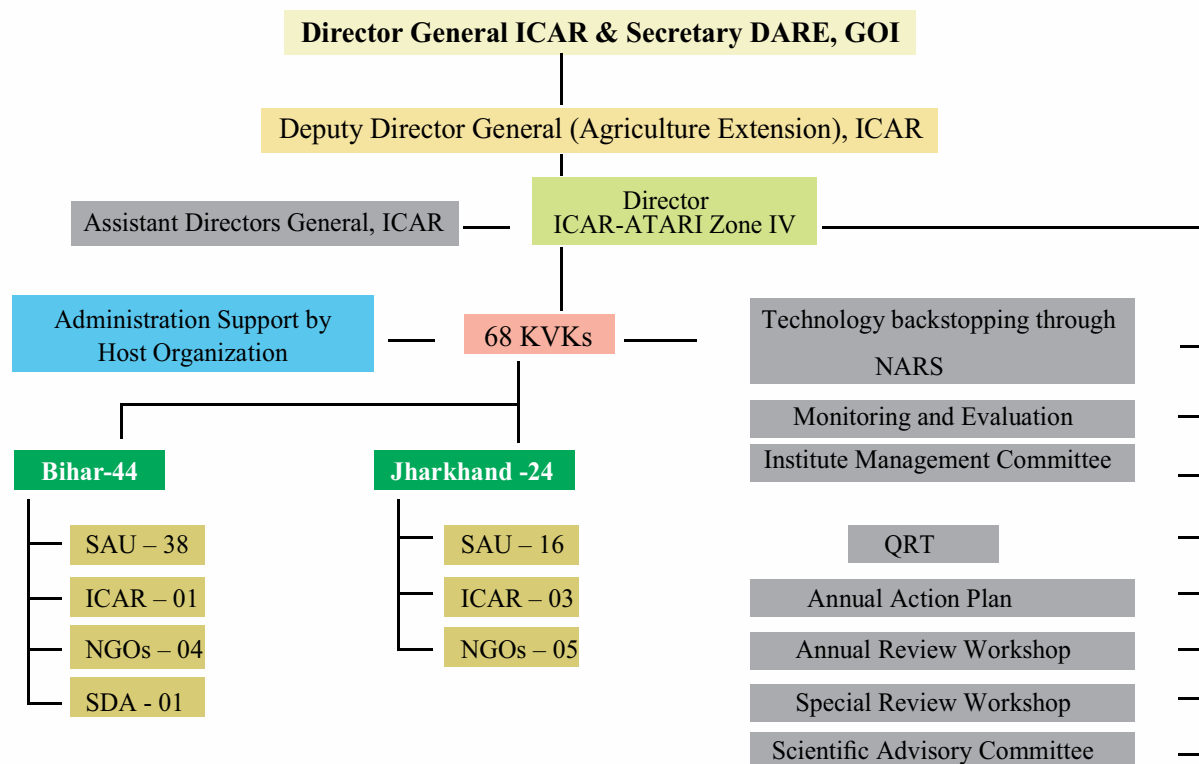 Director General ICAR & Secretary DARE, GOI
Deputy Director General (Agriculture Extension), ICAR
Assistant Directors General, ICAR
Director
ICAR-ATARI Zone IV
Administration Support by
Host Organization
68 KVKs
Technology backstopping through
NARS
Monitoring and Evaluation
Institute Management Committee
QRT
Annual Action Plan
Annual Review Workshop
Special Review Workshop
Scientific Advisory Committee
Bihar-44
SAU – 38
ICAR – 01
NGOs – 04
SDA - 01
Jharkhand -24
SAU – 16
ICAR – 03
NGOs – 05